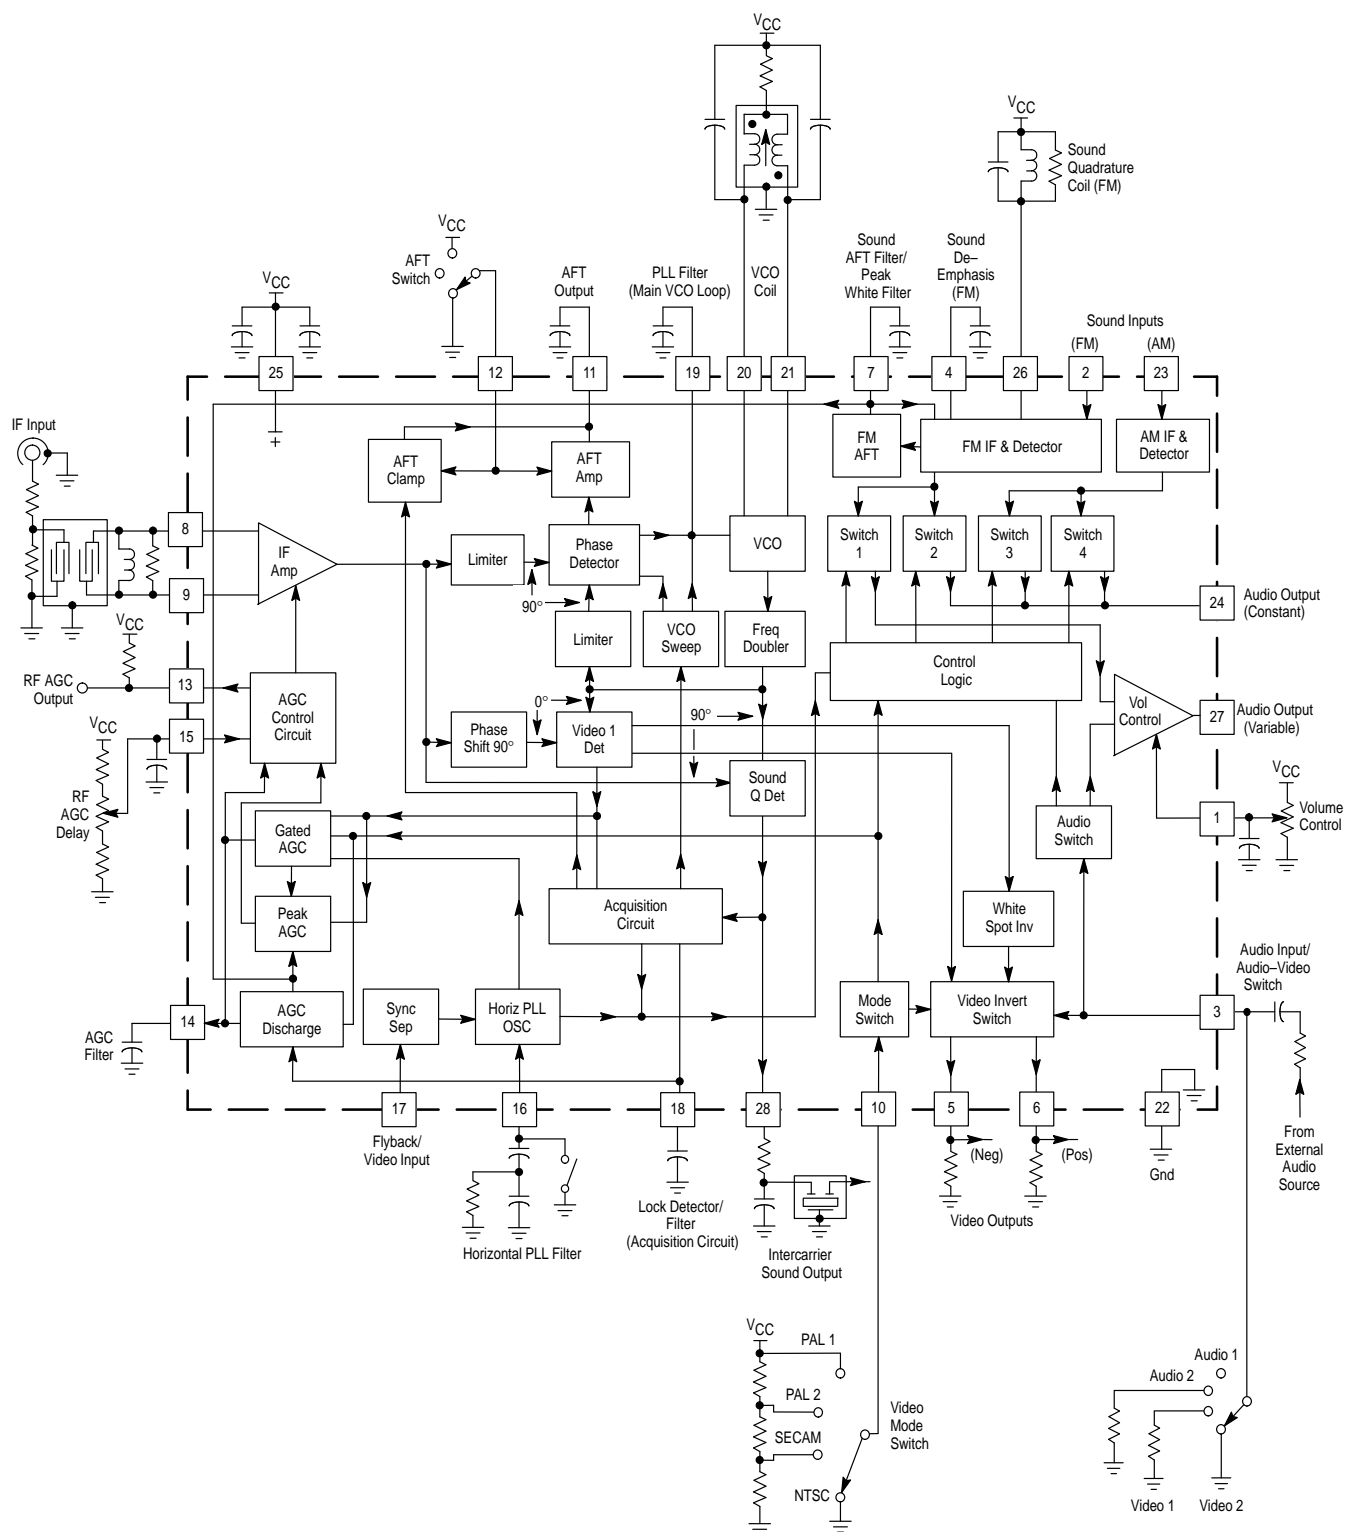 VCC
VCC
Sound
Quadrature
Coil (FM)
VCC
AFT
Switch
VCC
AFT
Output
PLL Filter
(Main VCO Loop)
VCO
Coil
Sound
AFT Filter/
Peak
White Filter
Sound
De–
Emphasis
(FM)
Sound Inputs
(FM)
(AM)
25
12
11
19
20
21
7
4
26
2
23
+
IF Input
AFT
Clamp
AFT
Amp
FM
AFT
FM IF & Detector
AM IF &
Detector
8
9
IF
Amp
Limiter
Phase
Detector
VCO
Switch
1
Switch
2
Switch
3
Switch
4
90°
24
Audio Output
(Constant)
VCC
Limiter
VCO
Sweep
Freq
Doubler
Control
Logic
RF AGC
Output
13
AGC
Control
Circuit
15
VCC
0°
90°
Phase
Shift 90°
Video 1
Det
Sound
Q Det
Vol
Control
27
Audio Output
(Variable)
VCC
RF
AGC
Delay
Gated
AGC
Audio
Switch
1
Volume
Control
Peak
AGC
Acquisition
Circuit
White
Spot Inv
Audio Input/
Audio–Video
Switch
14
AGC
Filter
AGC
Discharge
Sync
Sep
Horiz PLL
OSC
Mode
Switch
Video Invert
Switch
3
17
16
18
28
10
5
6
22
Flyback/
Video Input
(Neg)
(Pos)
Gnd
From
External
Audio
Source
Horizontal PLL Filter
Lock Detector/
Filter
(Acquisition Circuit)
Intercarrier
Sound Output
Video Outputs
VCC
PAL 1
PAL 2
SECAM
NTSC
Video
Mode
Switch
Audio 1
Audio 2
Video 1
Video 2